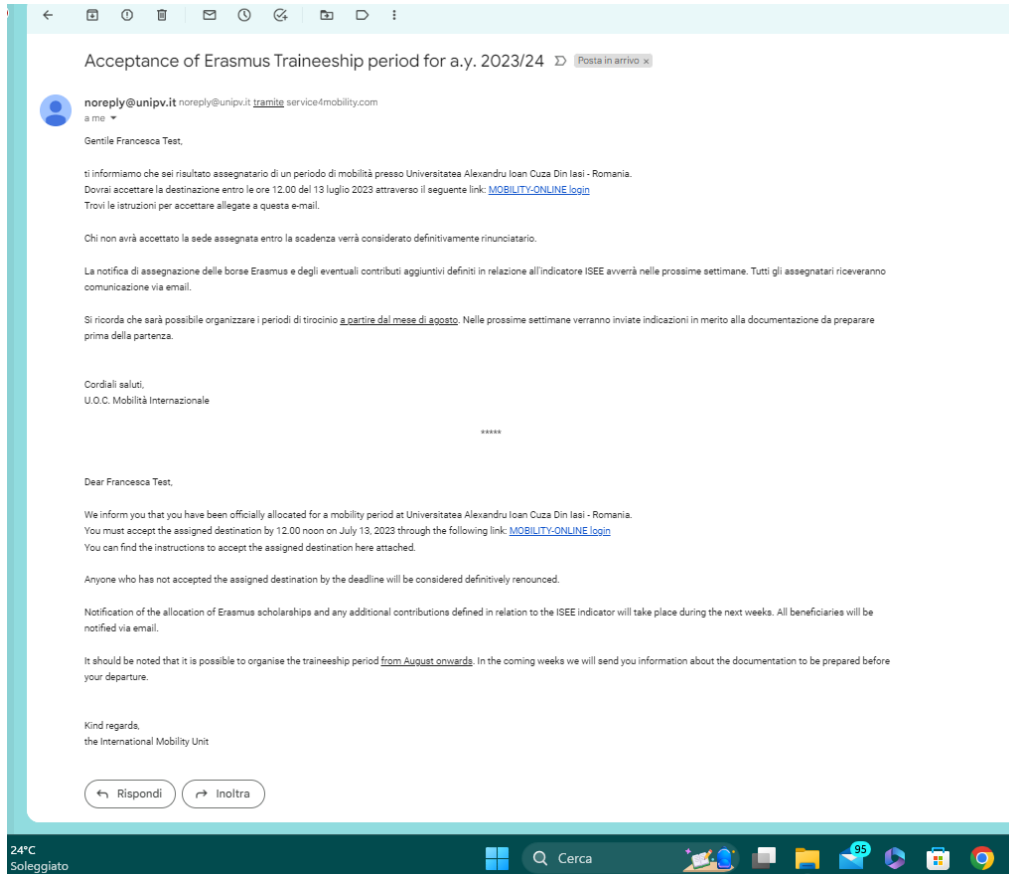 Acceptance of Erasmus Traineeship period for a.y. 2023/24 Posta in arrivo x
noreply@unipv.it noreply@unipv.it tramite service4mobility.com
a me
Gentile Francesca Test,
ti informiamo che sei risultato assegnatario di un periodo di mobilità presso Universitatea Alexandru Ioan Cuza Din Iasi - Romania.
Dovrai accettare la destinazione entro le ore 12.00 del 13 luglio 2023 attraverso il seguente link: MOBILITY-ONLINE login
Trovi le istruzioni per accettare allegate a questa e-mail.
Chi non avrà accettato la sede assegnata entro la scadenza verrà considerato definitivamente rinunciatario.
La notifica di assegnazione delle borse Erasmus e degli eventuali contributi aggiuntivi definiti in relazione all'indicatore ISEE avverrà nelle prossime settimane. Tutti gli assegnatari riceveranno
comunicazione via email.
Si ricorda che sarà possibile organizzare i periodi di tirocinio a partire dal mese di agosto. Nelle prossime settimane verranno inviate indicazioni in merito alla documentazione da preparare
prima della partenza.
Cordiali saluti,
U.O.C. Mobilità Internazionale
*****
Dear Francesca Test,
We inform you that you have been officially allocated for a mobility period at Universitatea Alexandru Ioan Cuza Din Iasi - Romania.
You must accept the assigned destination by 12.00 noon on July 13, 2023 through the following link: MOBILITY-ONLINE login
You can find the instructions to accept the assigned destination here attached.
Anyone who has not accepted the assigned destination by the deadline will be considered definitively renounced.
Notification of the allocation of Erasmus scholarships and any additional contributions defined in relation to the ISEE indicator will take place during the next weeks. All beneficiaries will be
notified via email.
It should be noted that it is possible to organise the traineeship period from August onwards. In the coming weeks we will send you information about the documentation to be prepared before
your departure.
Kind regards,
the International Mobility Unit
Rispondi Inoltra
24°C
Soleggiato
Cerca
95